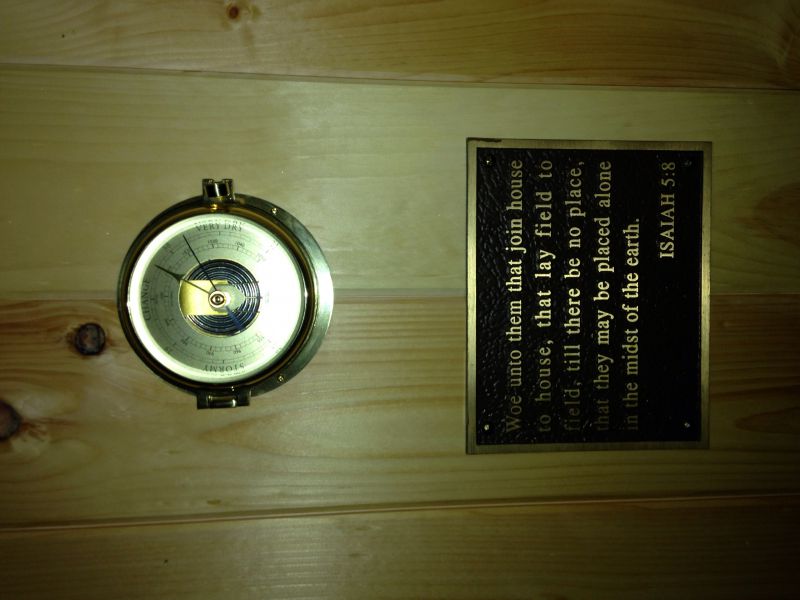 VERY DRY
CHANGE
STORMY
Woe unto them that join house
to house, that lay field to
field, till there be no place,
that they may be placed alone
in the midst of the earth.
ISAIAH 5:8